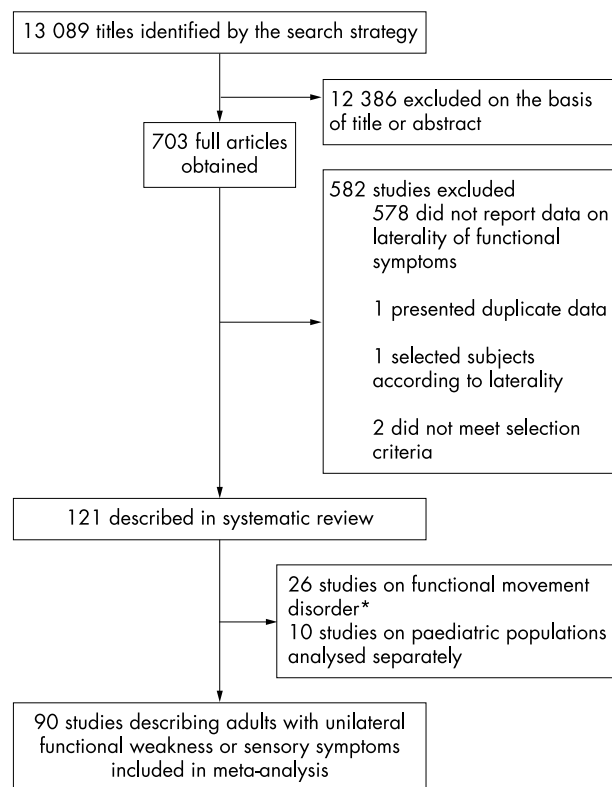 13 089 titles identified by the search strategy
12 386 excluded on the basis
of title or abstract
703 full articles
obtained
582 studies excluded
578 did not report data on
laterality of functional
symptoms
1 presented duplicate data
1 selected subjects
according to laterality
2 did not meet selection
criteria
121 described in systematic review
26 studies on functional movement
disorder*
10 studies on paediatric populations
analysed separately
90 studies describing adults with unilateral
functional weakness or sensory symptoms
included in meta-analysis